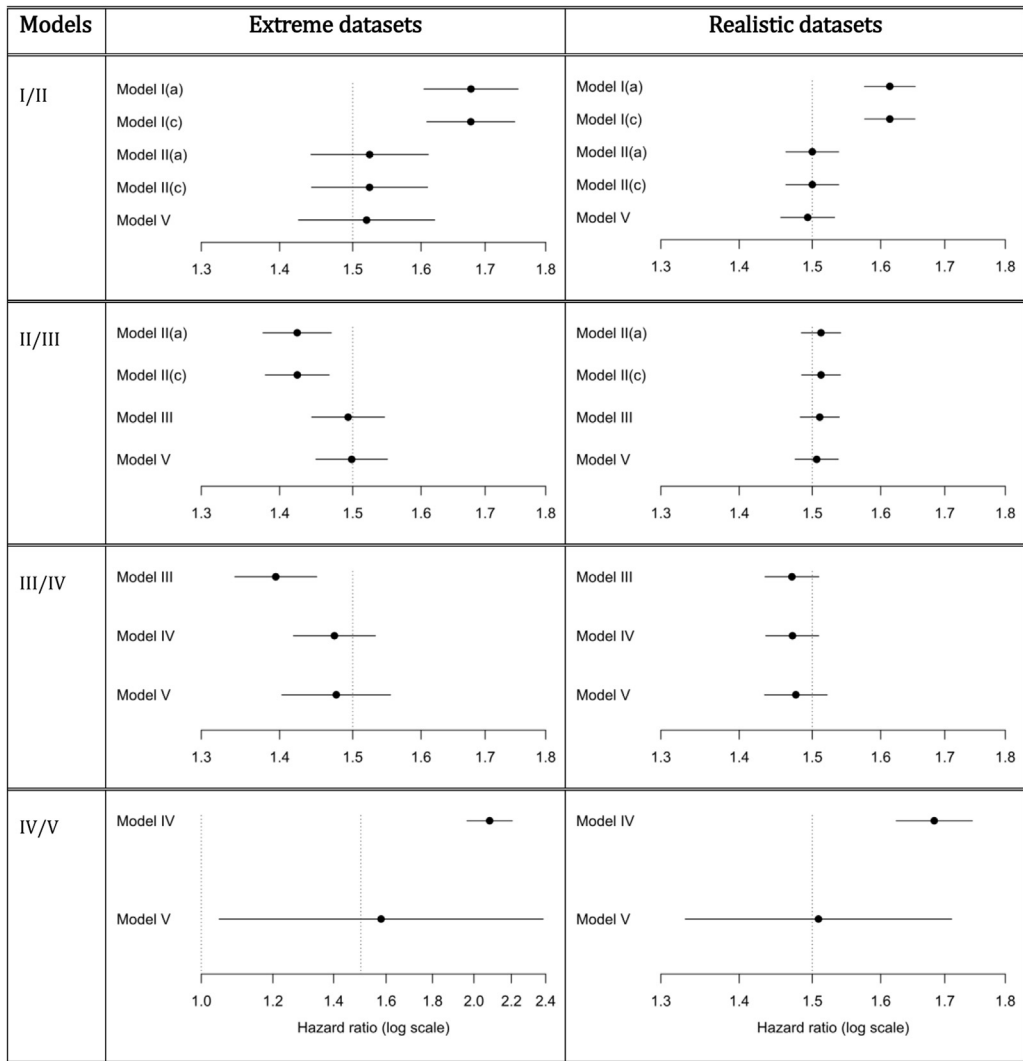 Models Extreme datasets Realistic datasets
I/II
Model I(a)
Model I(c)
Model II(a)
Model II(c)
Model V
1.3 1.4 1.5 1.6 1.7 1.8
Model I(a)
Model I(c)
Model II(a)
Model II(c)
Model V
1.3 1.4 1.5 1.6 1.7 1.8
II/III
Model II(a)
Model II(c)
Model III
Model V
1.3 1.4 1.5 1.6 1.7 1.8
Model II(a)
Model II(c)
Model III
Model V
1.3 1.4 1.5 1.6 1.7 1.8
III/IV
Model III
Model IV
Model V
1.3 1.4 1.5 1.6 1.7 1.8
Model III
Model IV
Model V
1.3 1.4 1.5 1.6 1.7 1.8
IV/V
Model IV
Model V
1.0 1.2 1.4 1.6 1.8 2.0 2.2 2.4
Hazard ratio (log scale)
Model IV
Model V
1.3 1.4 1.5 1.6 1.7 1.8
Hazard ratio (log scale)